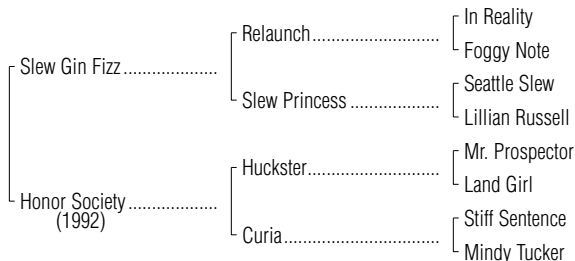 In Reality
Relaunch
Foggy Note
Slew Gin Fizz
Seattle Slew
Slew Princess
Lillian Russell
Mr. Prospector
Huckster
Land Girl
Honor Society
(1992)
Stiff Sentence
Curia
Mindy Tucker